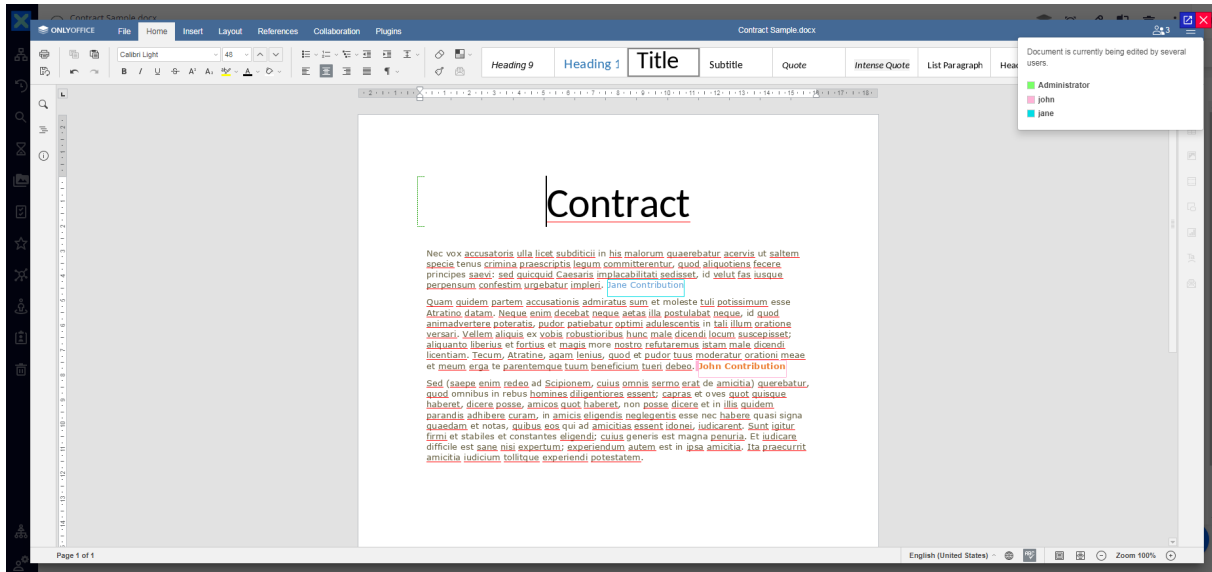 Contract Sample.docx
ONLYOFFICE File Home Insert Layout References Collaboration Plugins Contract Sample.docx 3
Document is currently being edited by several
users.
Administrator
john
jane
Calibri Light 46
Heading 9 Heading 1 Title Subtitle Quote Intense Quote List Paragraph Head
Contract
Nec vox accusatoris ulla licet subditicii in his malorum quaerebatur acervis ut saltem
specie tenus crimina praescriptis legum committerentur, quod aliquotiens fecere
principes saevi: sed quicquid Caesaris implacabilitati sedisset, id velut fas iusque
perpensum confestim urgebatur impleri. Jane Contribution
Quam quidem partem accusationis admiratus sum et moleste tuli potissimum esse
Atratino datam. Neque enim decebat neque aetas illa postulabat neque, id quod
animadvertere poteratis, pudor patiebatur optimi adulescentis in tali illum oratione
versari. Vellem aliquis ex vobis robustioribus hunc male dicendi locum suscepisset;
aliquanto liberius et fortius et magis more nostro refutaremus istam male dicendi
licentiam. Tecum, Atratine, agam lenius, quod et pudor tuus moderatur orationi meae
et meum erga te parentemque tuum beneficium tueri debeo. John Contribution
Sed (saepe enim redeo ad Scipionem, cuius omnis sermo erat de amicitia) querebatur,
quod omnibus in rebus homines diligentiores essent; capras et oves quot quisque
haberet, dicere posse, amicos quot haberet, non posse dicere et in illis quidem
parandis adhibere curam, in amicis eligendis neglegentis esse nec habere quasi signa
quaedam et notas, quibus eos qui ad amicitias essent idonei, iudicarent. Sunt igitur
firmi et stabiles et constantes eligendi; cuius generis est magna penuria. Et iudicare
difficile est sane nisi expertum; experiendum autem est in ipsa amicitia. Ita praecurrit
amicitia iudicium tollitque experiendi potestatem.
Page 1 of 1 English (United States) Zoom 100%